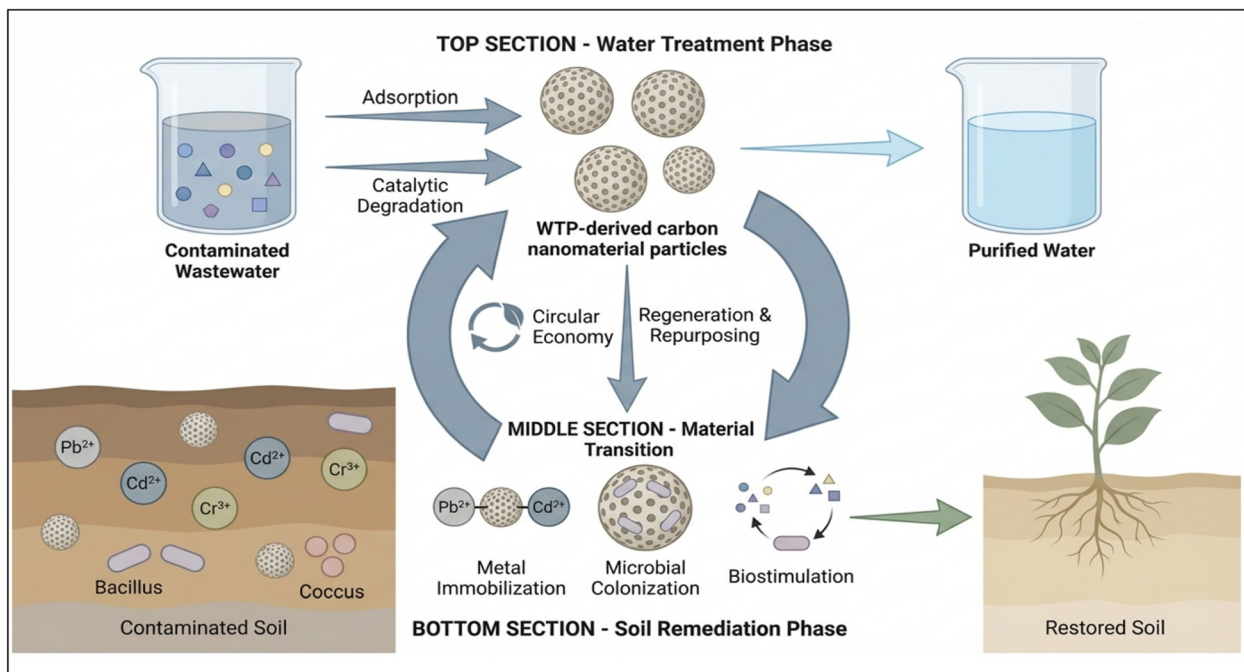 TOP SECTION - Water Treatment Phase
Adsorption
Catalytic
Degradation
Contaminated
Wastewater
WTP-derived carbon
nanomaterial particles
Purified Water
Circular
Economy
Regeneration &
Repurposing
MIDDLE SECTION - Material
Transition
Pb²⁺
Cd²⁺
Cd²⁺
Cr³⁺
Cr³⁺
Bacillus
Coccus
Contaminated Soil
Pb²⁺
Cd²⁺
Metal
Immobilization
Microbial
Colonization
Biostimulation
BOTTOM SECTION - Soil Remediation Phase
Restored Soil